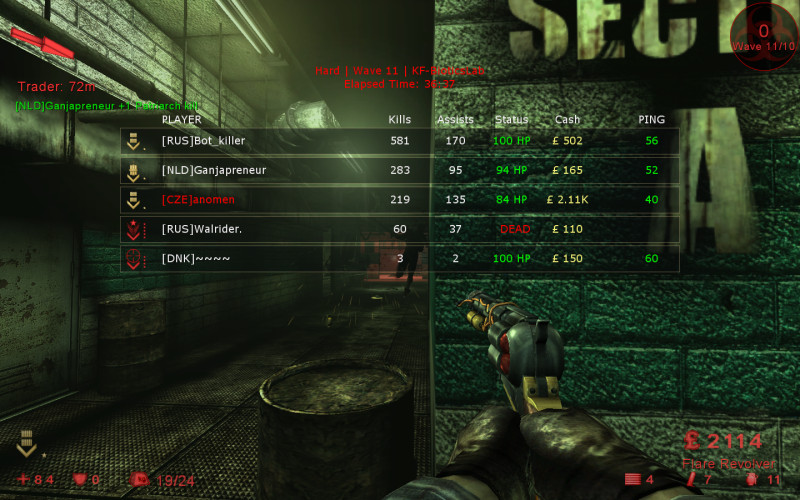 SECT
0
Wave 11/10
Hard | Wave 11 |
Elapsed Time:
Trader: 72m
[NLD]Ganjapreneur +1 Patriarch kill
PLAYER Kills Assists Status Cash PING
[RUS]Bot_killer 581 170 100 HP £ 502 56
[NLD]Ganjapreneur 283 95 94 HP £ 165 52
[CZE]anomen 219 135 84 HP £ 2.11K 40
[RUS]Walrider. 60 37 DEAD £ 110
[DNK]~~~~ 3 2 100 HP £ 150 60
A
£ 2114
Flare Revolver
84 0 19/24 4 7 11